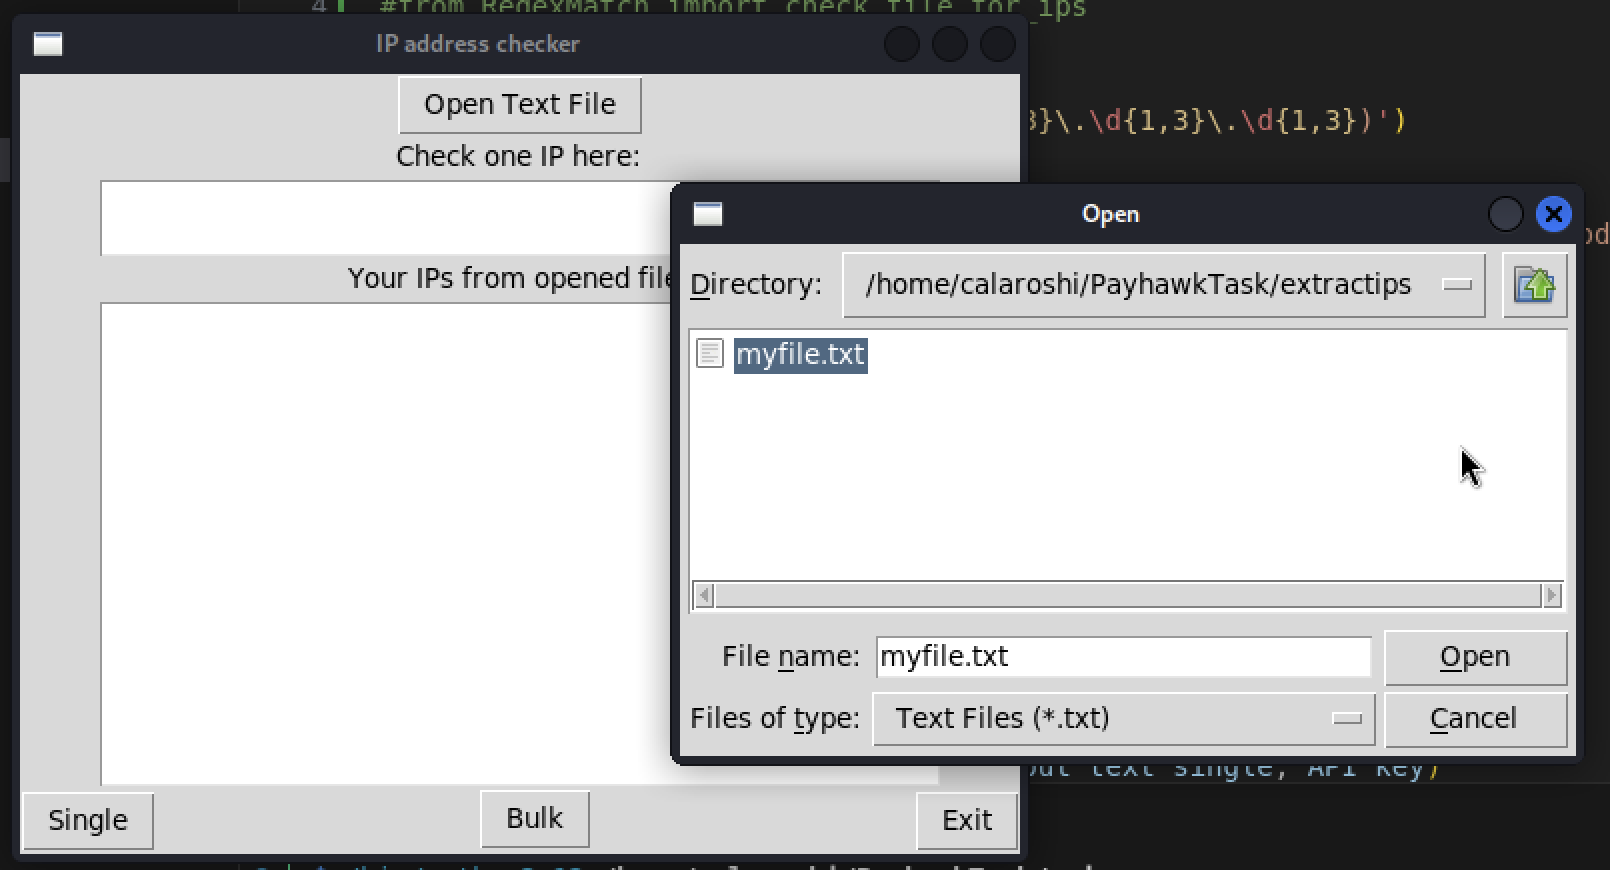 4 #from RegexMatch import check_file_for_ips
IP address checker
Open Text File
3}\.\d{1,3}\.\d{1,3})')
Check one IP here:
Open
Your IPs from opened file
Directory: /home/calaroshi/PayhawkTask/extractips
myfile.txt
File name: myfile.txt Open
Files of type: Text Files (*.txt) Cancel
text single, API Key)
Single Bulk Exit